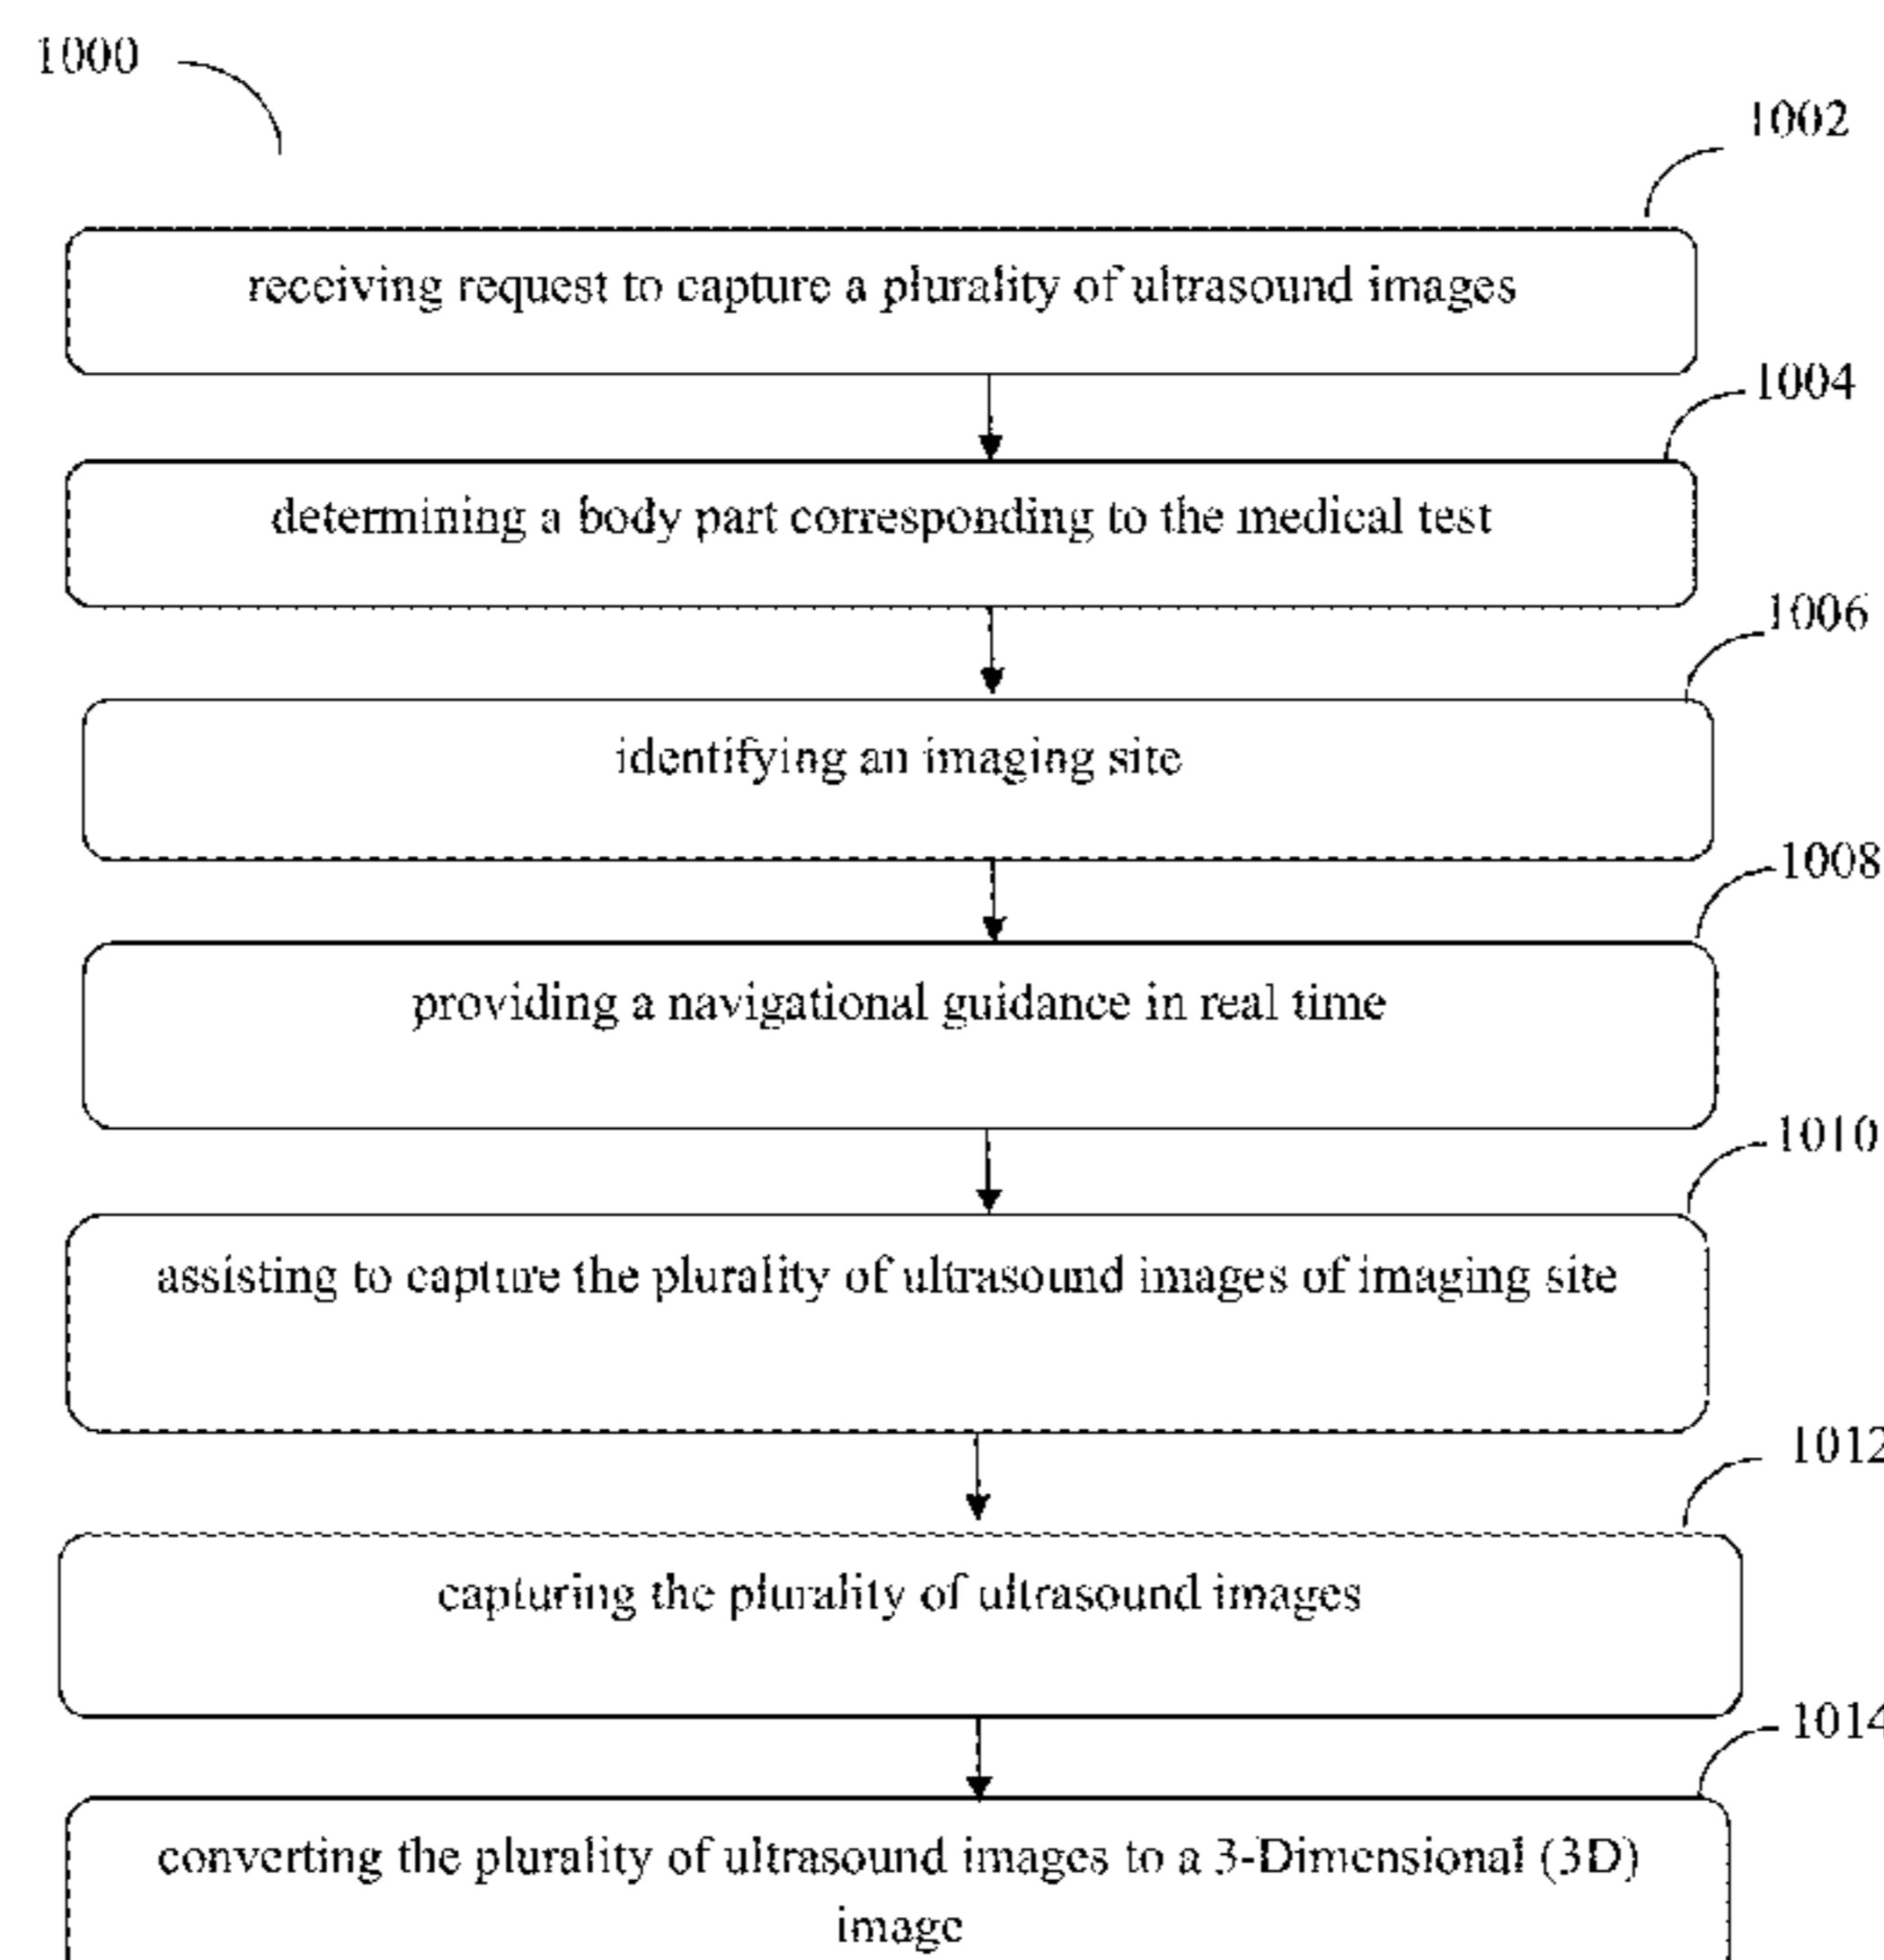 1000
1002
receiving request to capture a plurality of ultrasound images
1004
determining a body part corresponding to the medical test
1006
identifying an imaging site
1008
providing a navigational guidance in real time
1010
assisting to capture the plurality of ultrasound images of imaging site
1012
capturing the plurality of ultrasound images
1014
converting the plurality of ultrasound images to a 3-Dimensional (3D)
image